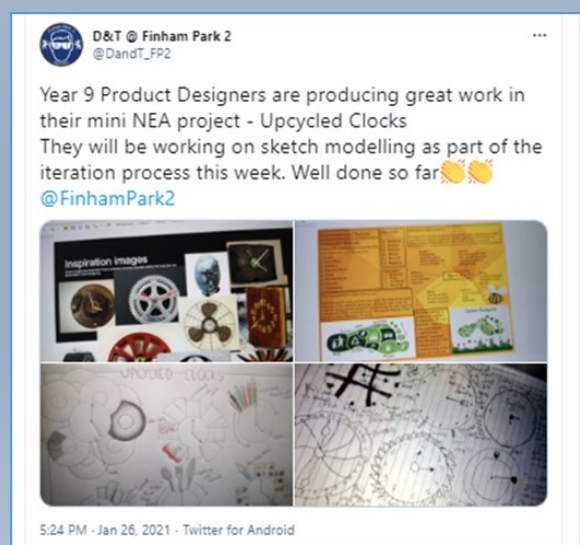 D&T @ Finham Park 2
@DandT_FP2
Year 9 Product Designers are producing great work in
their mini NEA project - Upcycled Clocks
They will be working on sketch modelling as part of the
iteration process this week. Well done so far👏👏
@FinhamPark2
Inspiration images
UPCYCLED CLOCKS
5:24 PM · Jan 26, 2021 · Twitter for Android